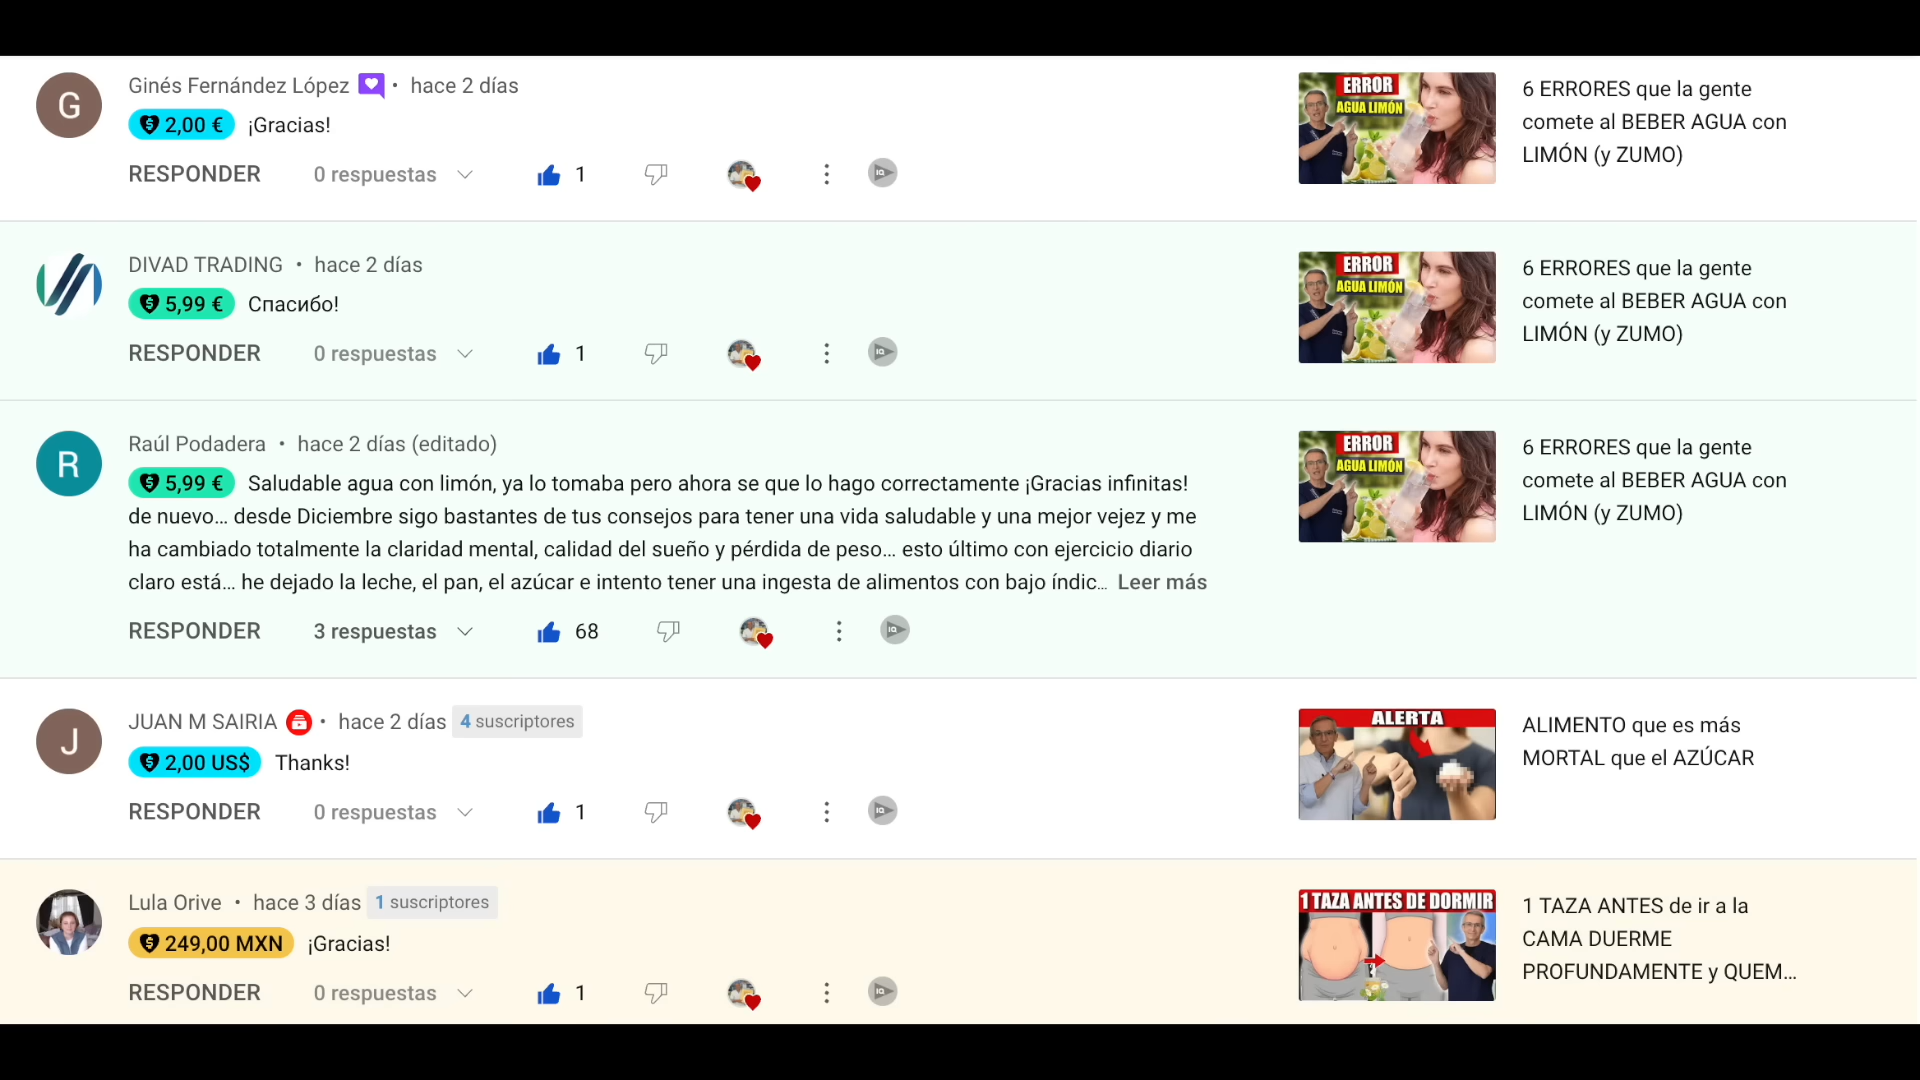 G
Ginés Fernández López • hace 2 días
2,00 € ¡Gracias!
RESPONDER 0 respuestas 1
ERROR
AGUA LIMÓN
6 ERRORES que la gente
comete al BEBER AGUA con
LIMÓN (y ZUMO)
DIVAD TRADING • hace 2 días
5,99 € Спасибо!
RESPONDER 0 respuestas 1
ERROR
AGUA LIMÓN
6 ERRORES que la gente
comete al BEBER AGUA con
LIMÓN (y ZUMO)
R
Raúl Podadera • hace 2 días (editado)
5,99 € Saludable agua con limón, ya lo tomaba pero ahora se que lo hago correctamente ¡Gracias infinitas!
de nuevo... desde Diciembre sigo bastantes de tus consejos para tener una vida saludable y una mejor vejez y me
ha cambiado totalmente la claridad mental, calidad del sueño y pérdida de peso... esto último con ejercicio diario
claro está... he dejado la leche, el pan, el azúcar e intento tener una ingesta de alimentos con bajo índic... Leer más
RESPONDER 3 respuestas 68
ERROR
AGUA LIMÓN
6 ERRORES que la gente
comete al BEBER AGUA con
LIMÓN (y ZUMO)
J
JUAN M SAIRIA • hace 2 días 4 suscriptores
2,00 US$ Thanks!
RESPONDER 0 respuestas 1
ALERTA
ALIMENTO que es más
MORTAL que el AZÚCAR
Lula Orive • hace 3 días 1 suscriptores
249,00 MXN ¡Gracias!
RESPONDER 0 respuestas 1
1 TAZA ANTES DE DORMIR
1 TAZA ANTES de ir a la
CAMA DUERME
PROFUNDAMENTE y QUEM...